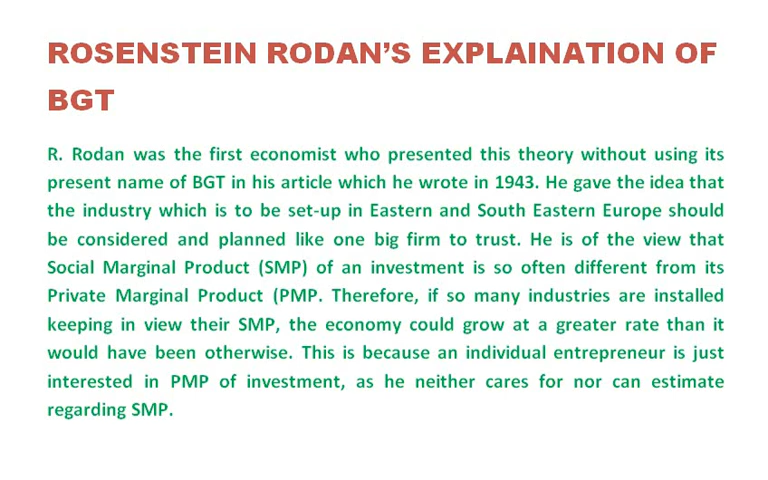 ROSENSTEIN RODAN'S EXPLAINATION OF
BGT
R. Rodan was the first economist who presented this theory without using its
present name of BGT in his article which he wrote in 1943. He gave the idea that
the industry which is to be set-up in Eastern and South Eastern Europe should
be considered and planned like one big firm to trust. He is of the view that
Social Marginal Product (SMP) of an investment is so often different from its
Private Marginal Product (PMP. Therefore, if so many industries are installed
keeping in view their SMP, the economy could grow at a greater rate than it
would have been otherwise. This is because an individual entrepreneur is just
interested in PMP of investment, as he neither cares for nor can estimate
regarding SMP.